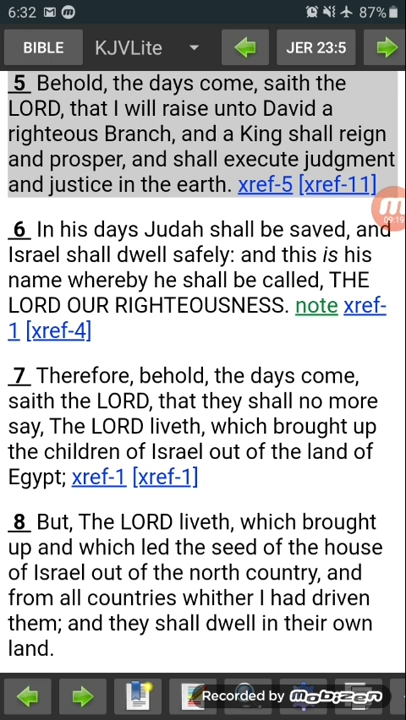 6:32 87%
BIBLE KJVLite JER 23:5
5 Behold, the days come, saith the
LORD, that I will raise unto David a
righteous Branch, and a King shall reign
and prosper, and shall execute judgment
and justice in the earth. xref-5 [xref-11]
09:19
6 In his days Judah shall be saved, and
Israel shall dwell safely: and this is his
name whereby he shall be called, THE
LORD OUR RIGHTEOUSNESS. note xref-
1 [xref-4]
7 Therefore, behold, the days come,
saith the LORD, that they shall no more
say, The LORD liveth, which brought up
the children of Israel out of the land of
Egypt; xref-1 [xref-1]
8 But, The LORD liveth, which brought
up and which led the seed of the house
of Israel out of the north country, and
from all countries whither I had driven
them; and they shall dwell in their own
land.
Recorded by mobizen